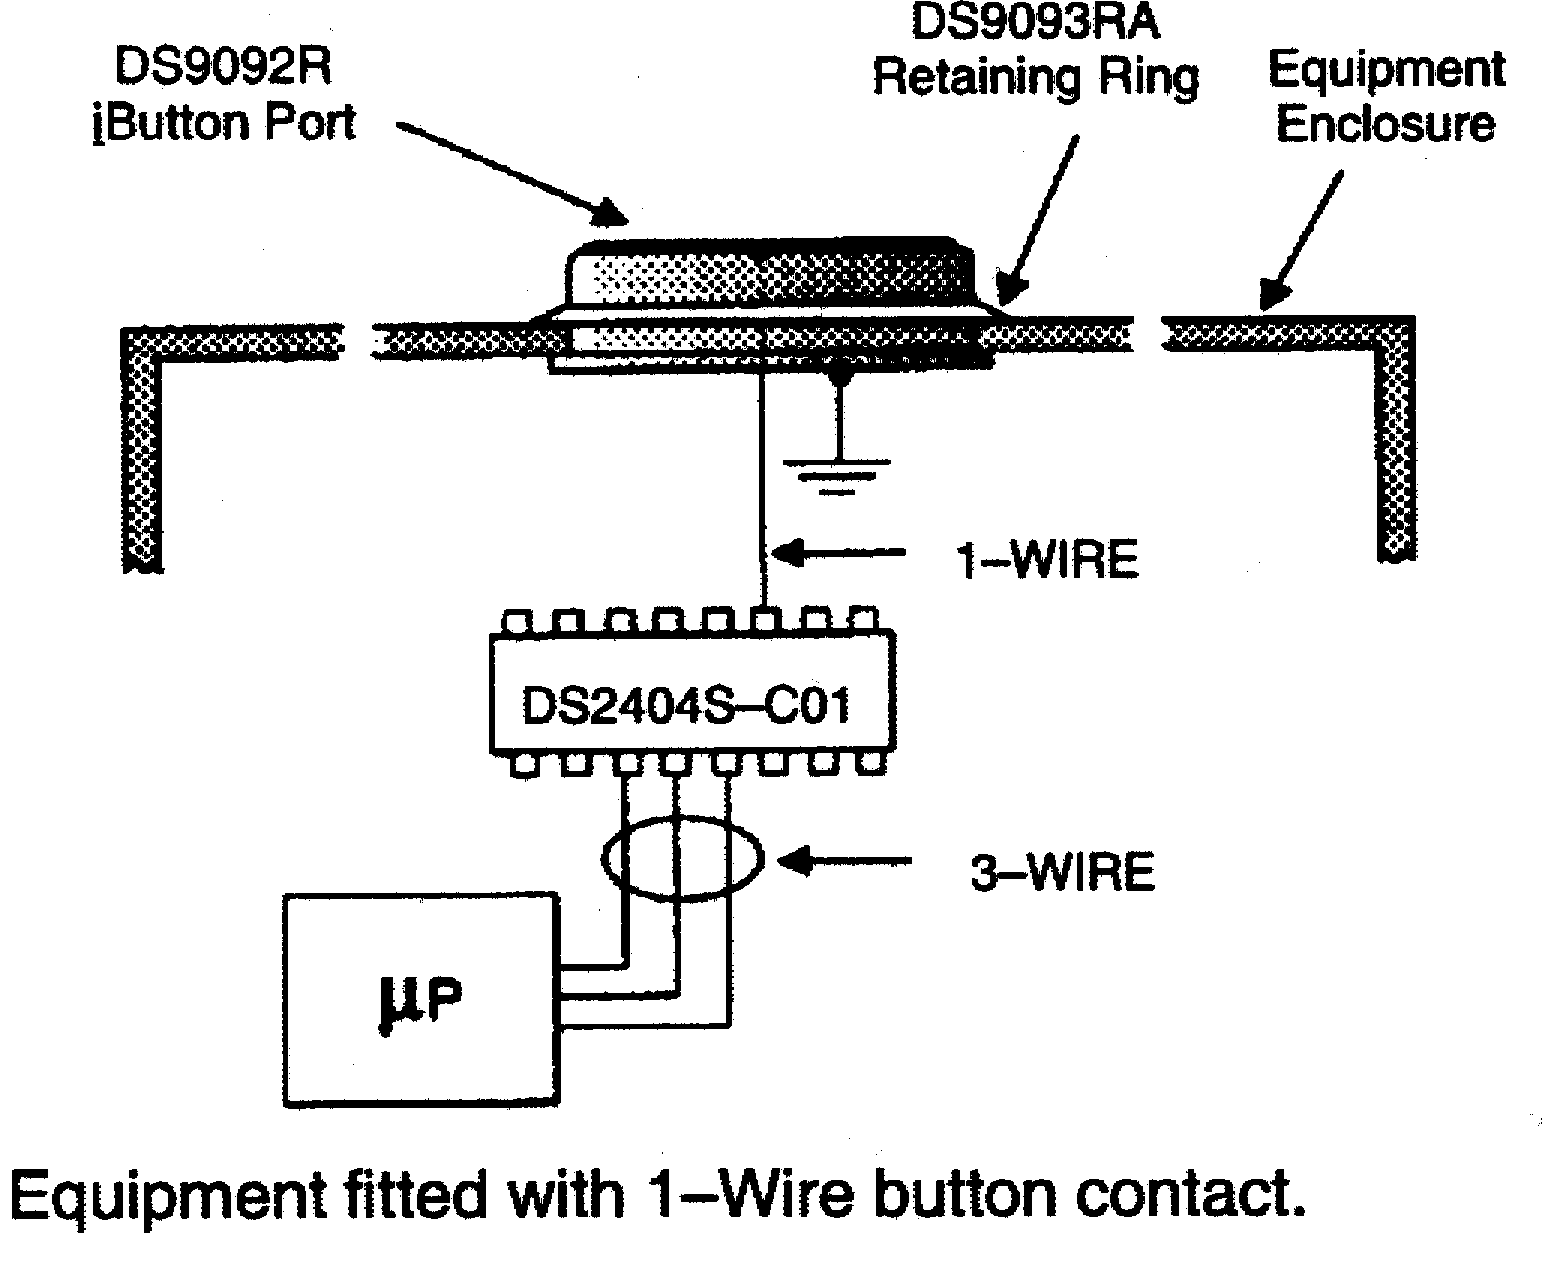 DS9092R
iButton Port
DS9093RA
Retaining Ring
Equipment
Enclosure
1–WIRE
DS2404S–C01
3–WIRE
μP
Equipment fitted with 1–Wire button contact.